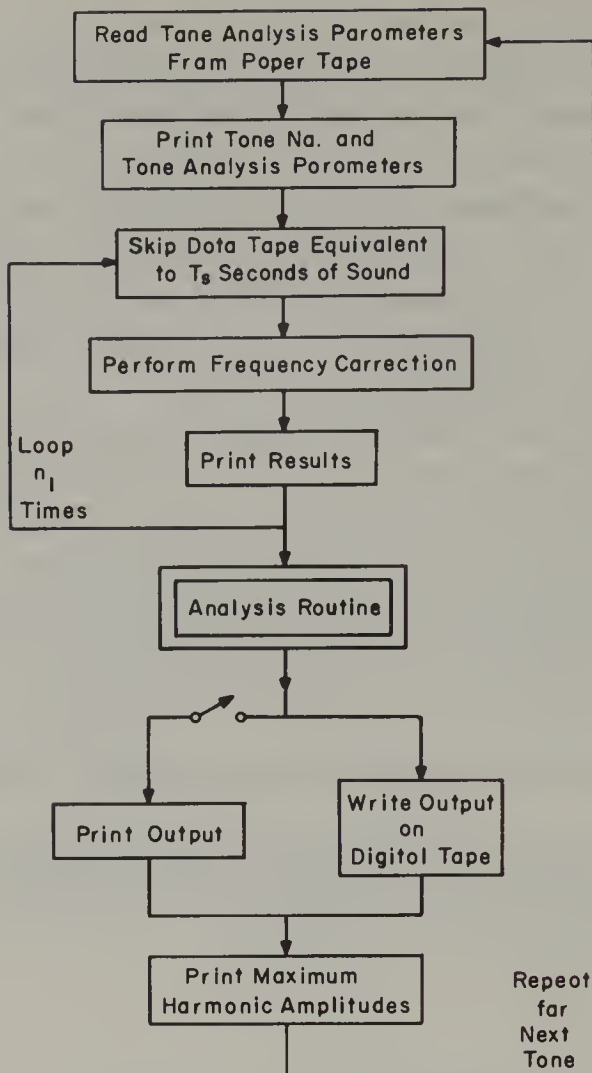 Read Tane Analysis Parometers
Fram Poper Tape
Print Tone Na. and
Tone Analysis Porometers
Skip Dota Tape Equivalent
to Ts Seconds of Sound
Perform Frequency Carrection
Loop
n1
Times
Print Results
Analysis Routine
Print Output
Write Output
on
Digitol Tape
Print Maximum
Harmonic Amplitudes
Repeot
far
Next
Tone